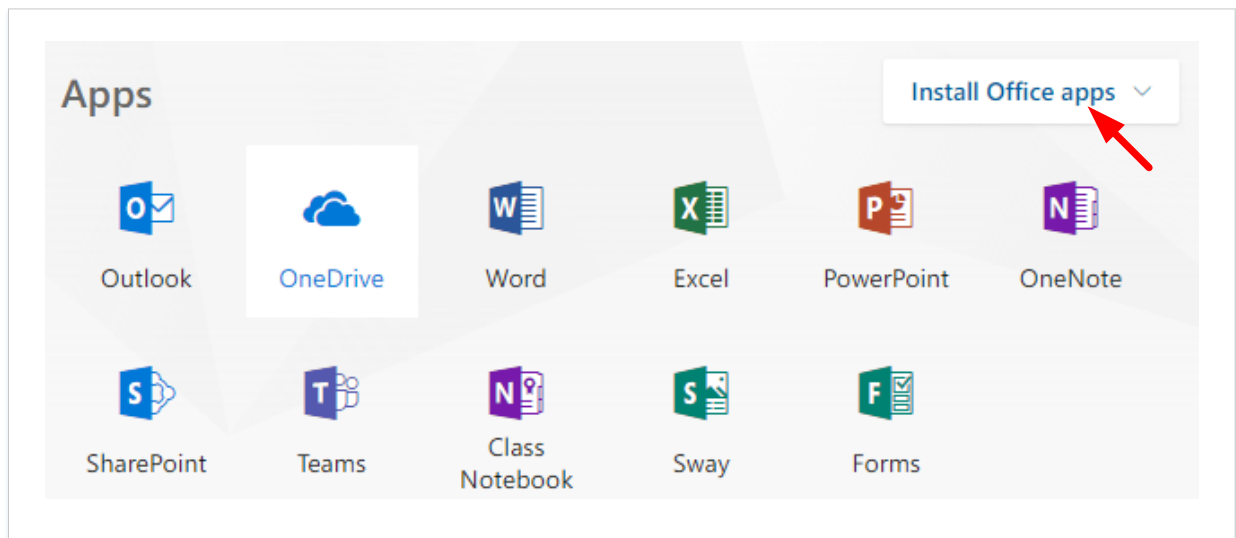 Apps
Install Office apps
Outlook
OneDrive
Word
Excel
PowerPoint
OneNote
SharePoint
Teams
Class
Notebook
Sway
Forms